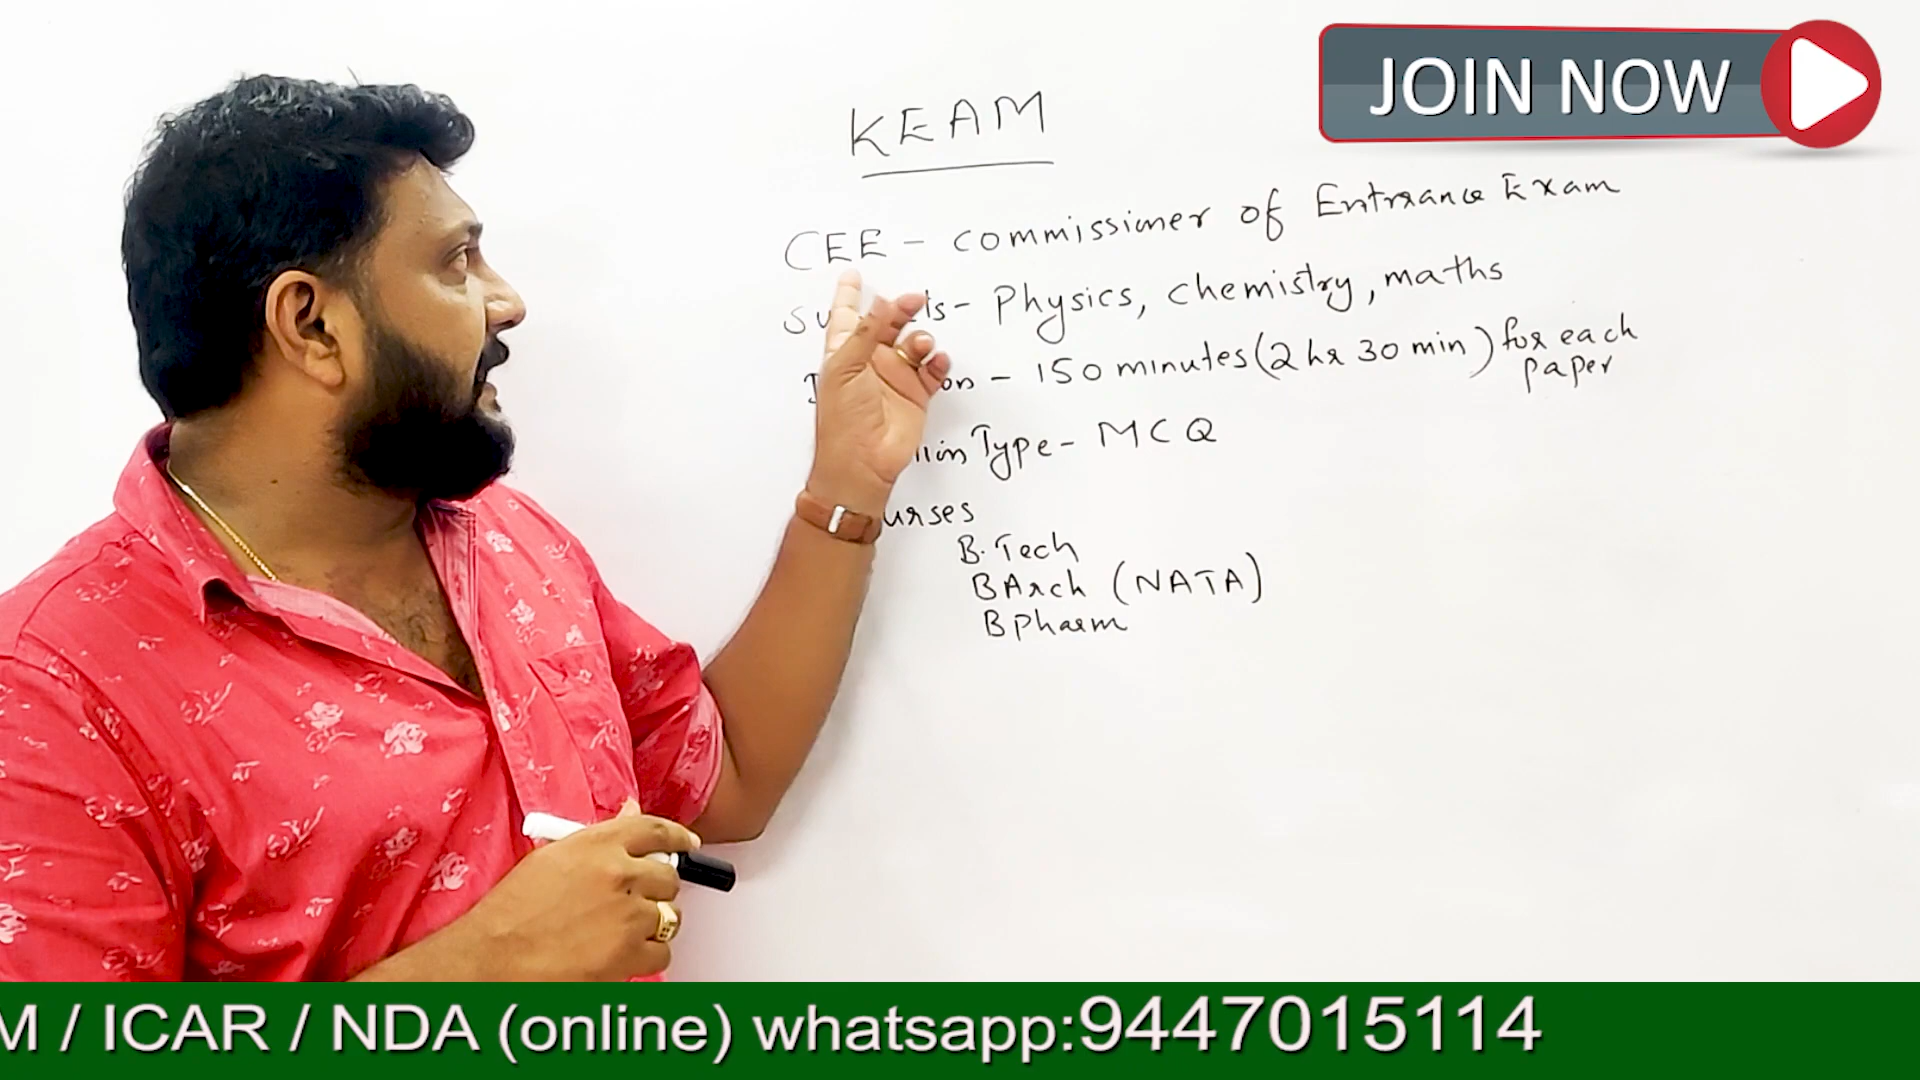 JOIN NOW
KEAM
CEE - Commissioner of Entrance Exam
- Physics, Chemistry, maths
- 150 minutes (2 hr 30 min) for each
paper
Type - MCQ
urses
B.Tech
BArch (NATA)
BPharm
M / ICAR / NDA (online) whatsapp:9447015114